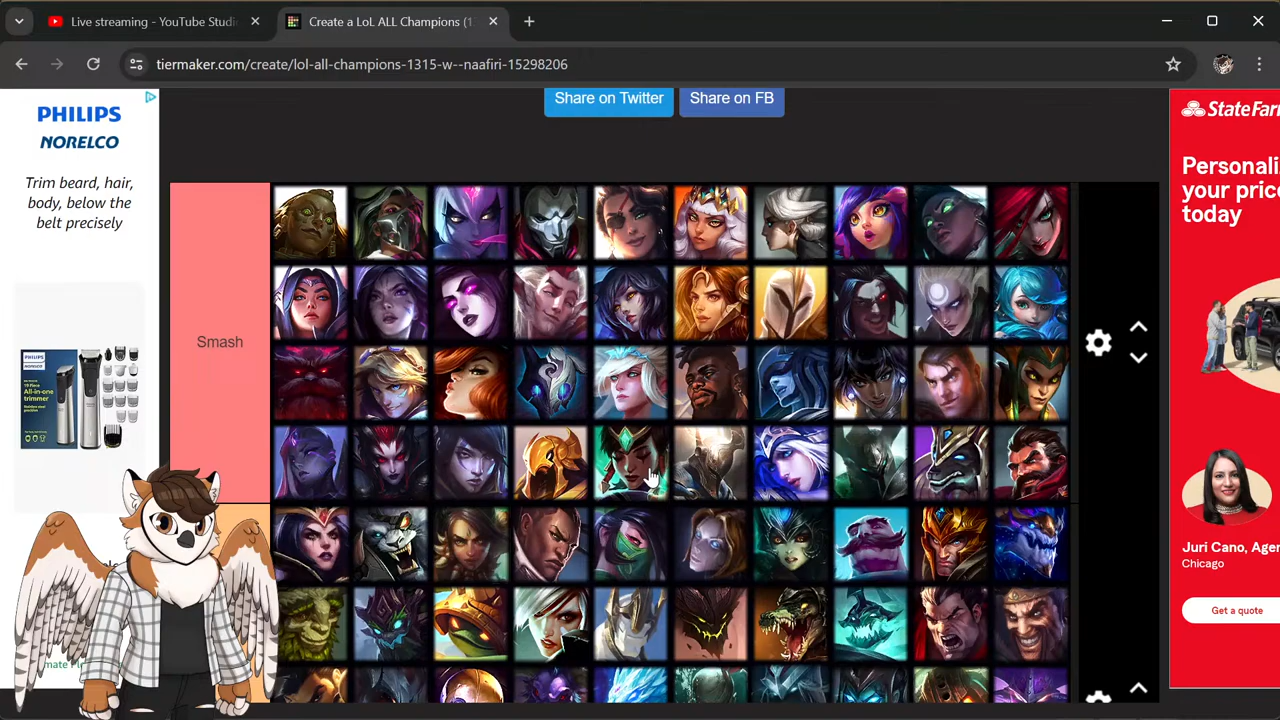 Live streaming - YouTube Studi
Create a LoL ALL Champions (1
tiermaker.com/create/lol-all-champions-1315-w--naafiri-15298206
Share on Twitter
Share on FB
PHILIPS
NORELCO
Trim beard, hair,
body, below the
belt precisely
PHILIPS
Smash
StateFar
Personali
your price
today
Juri Cano, Agen
Chicago
Get a quote